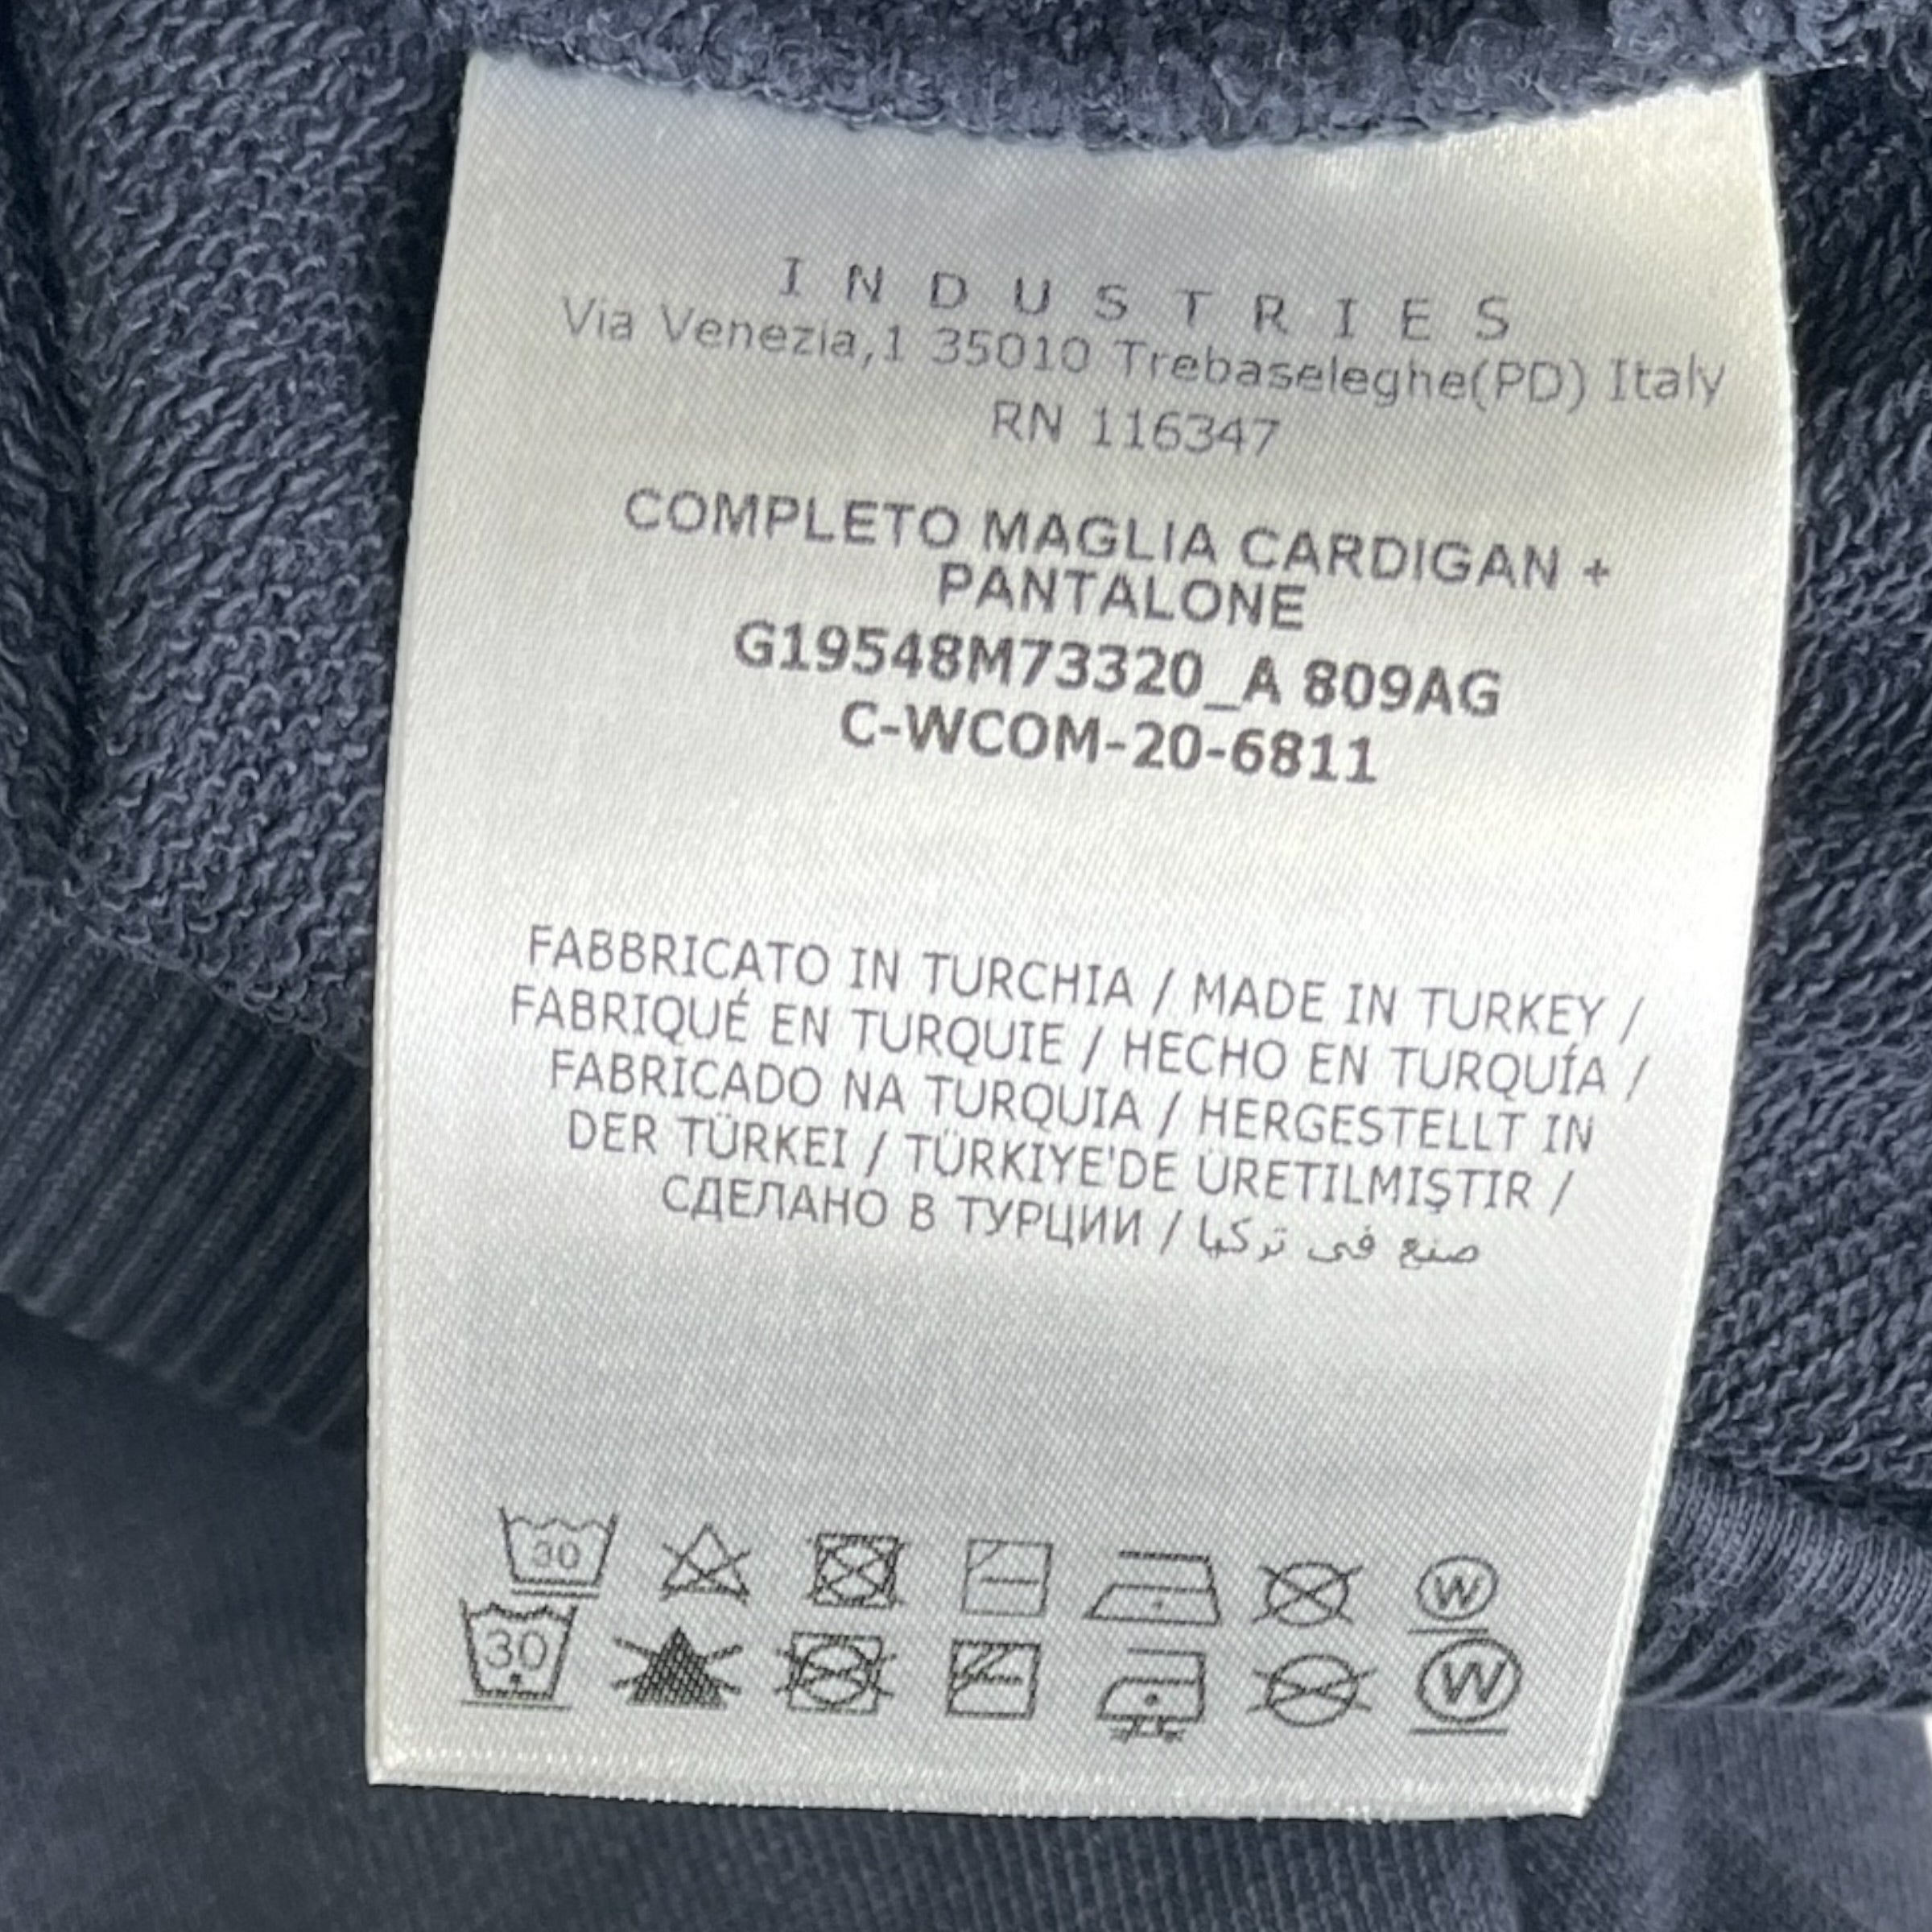 INDUSTRIES
Via Venezia,1 35010 Trebaseleghe(PD) Italy
RN 116347
COMPLETO MAGLIA CARDIGAN +
PANTALONE
G19548M73320_A 809AG
C-WCOM-20-6811
FABBRICATO IN TURCHIA / MADE IN TURKEY /
FABRIQUÉ EN TURQUIE / HECHO EN TURQUÍA /
FABRICADO NA TURQUIA / HERGESTELLT IN
DER TÜRKEI / TÜRKIYE'DE ÜRETILMIŞTIR /
СДЕЛАНО В ТУРЦИИ / صنع في تركيا
30 W
30 W